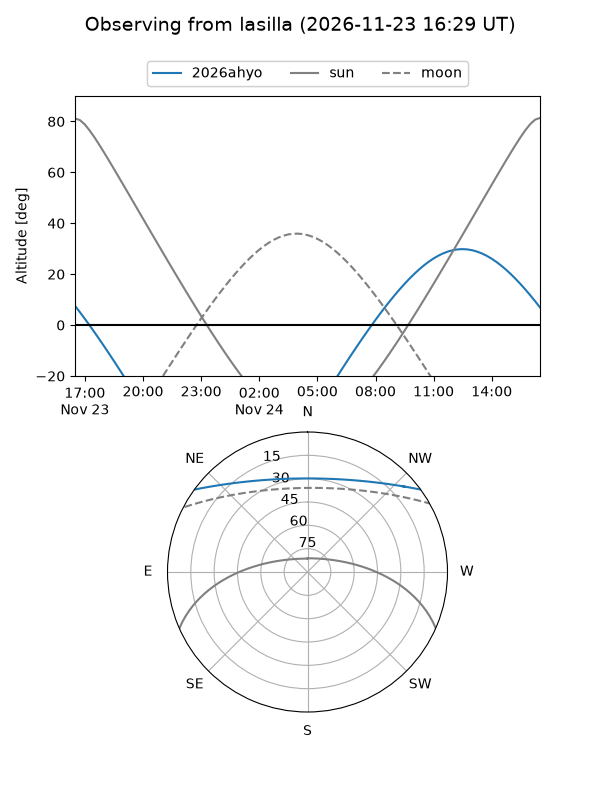 Observing from lasilla (2026-11-23 16:29 UT)
2026ahyo sun moon
Altitude [deg]
80
60
40
20
0
−20
17:00 20:00 23:00 02:00 05:00 08:00 11:00 14:00
Nov 23 Nov 24
N
NE NW
15
30
45
60
75
E W
SE SW
S